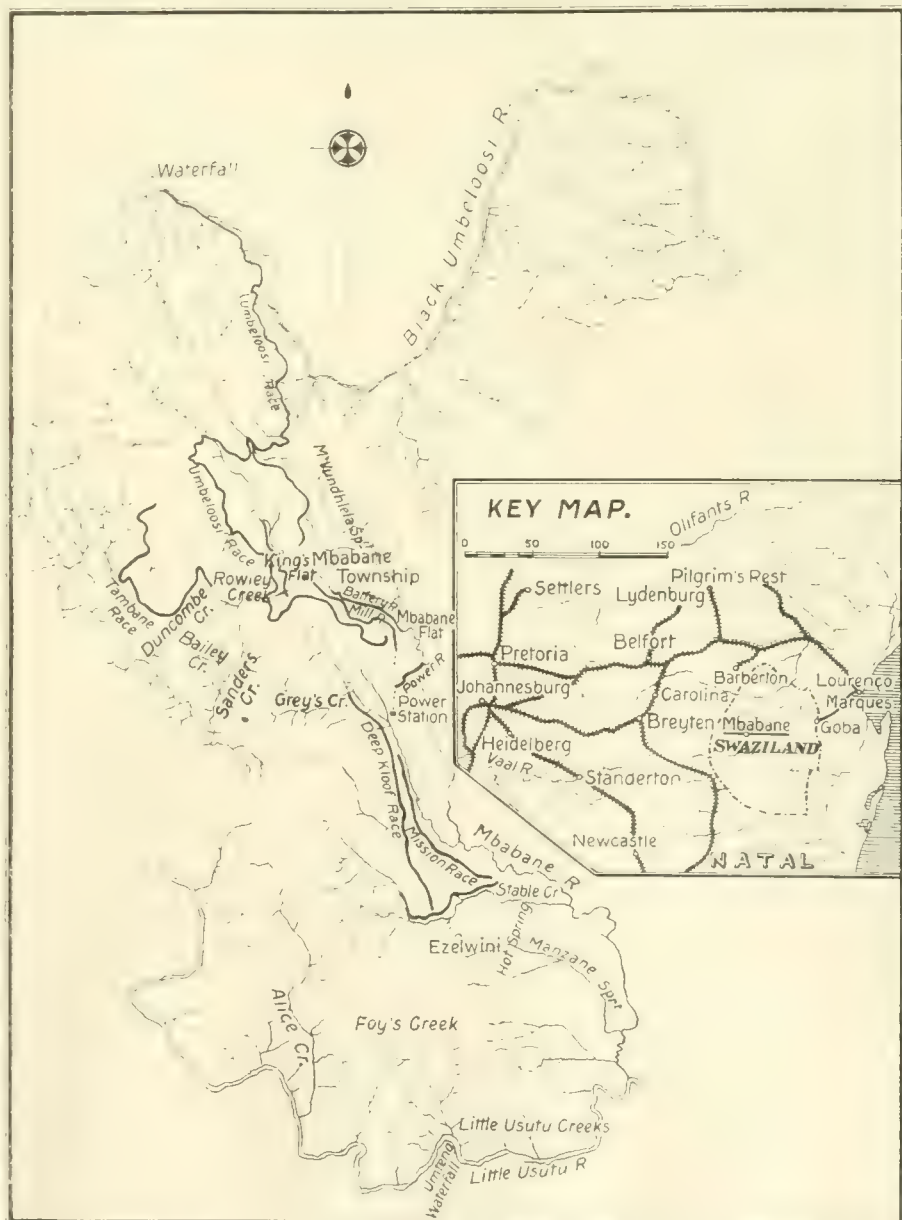 Waterfall
Black Umbeloosi R.
Umbeloosi Race
M'Vundhlela Sp.
Umbeloosi Race
King's
Flat
Mbabane
Township
Rowley
Creek
Battery R
Mill R
Mbabane
Flat
Tambane
Race
Duncombe
Cr.
Bailey
Cr.
Sanders
Cr.
Grey's Cr.
Power R
Power
Station
Deep Kloof Race
Mission Race
Mbabane R
Stable Cr.
Ezelwini
Hot Spring
Manzane Sprt
Alice Cr.
Foy's Creek
Little Usutu Creeks
Little Usutu R
Umteng
Waterfall
KEY MAP.
Olifants R
0 50 100 150
Settlers
Pilgrim's Rest
Lydenburg
Belfort
Pretoria
Barberton
Johannesburg
Carolina
Lourenco
Marques
Breyten
Mbabane
Goba
SWAZILAND
Heidelberg
Vaal R
Standerton
Newcastle
NATAL